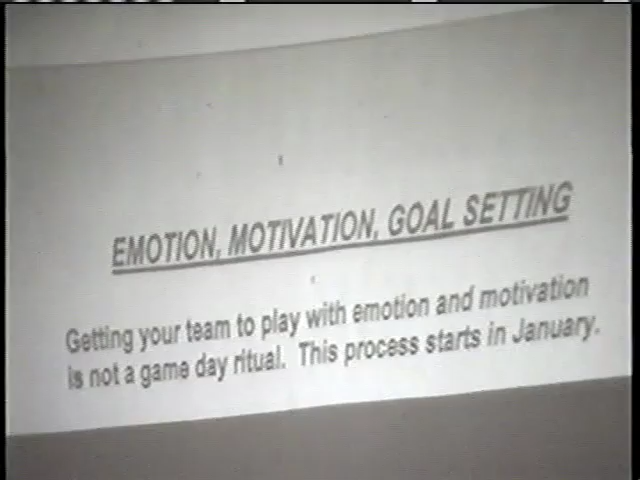 EMOTION, MOTIVATION, GOAL SETTING
Getting your team to play with emotion and motivation
is not a game day ritual. This process starts in January.